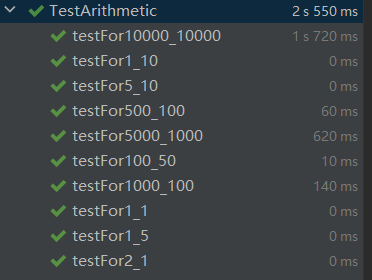 TestArithmetic 2 s 550 ms
testFor10000_10000 1 s 720 ms
testFor1_10 0 ms
testFor5_10 0 ms
testFor500_100 60 ms
testFor5000_1000 620 ms
testFor100_50 10 ms
testFor1000_100 140 ms
testFor1_1 0 ms
testFor1_5 0 ms
testFor2_1 0 ms